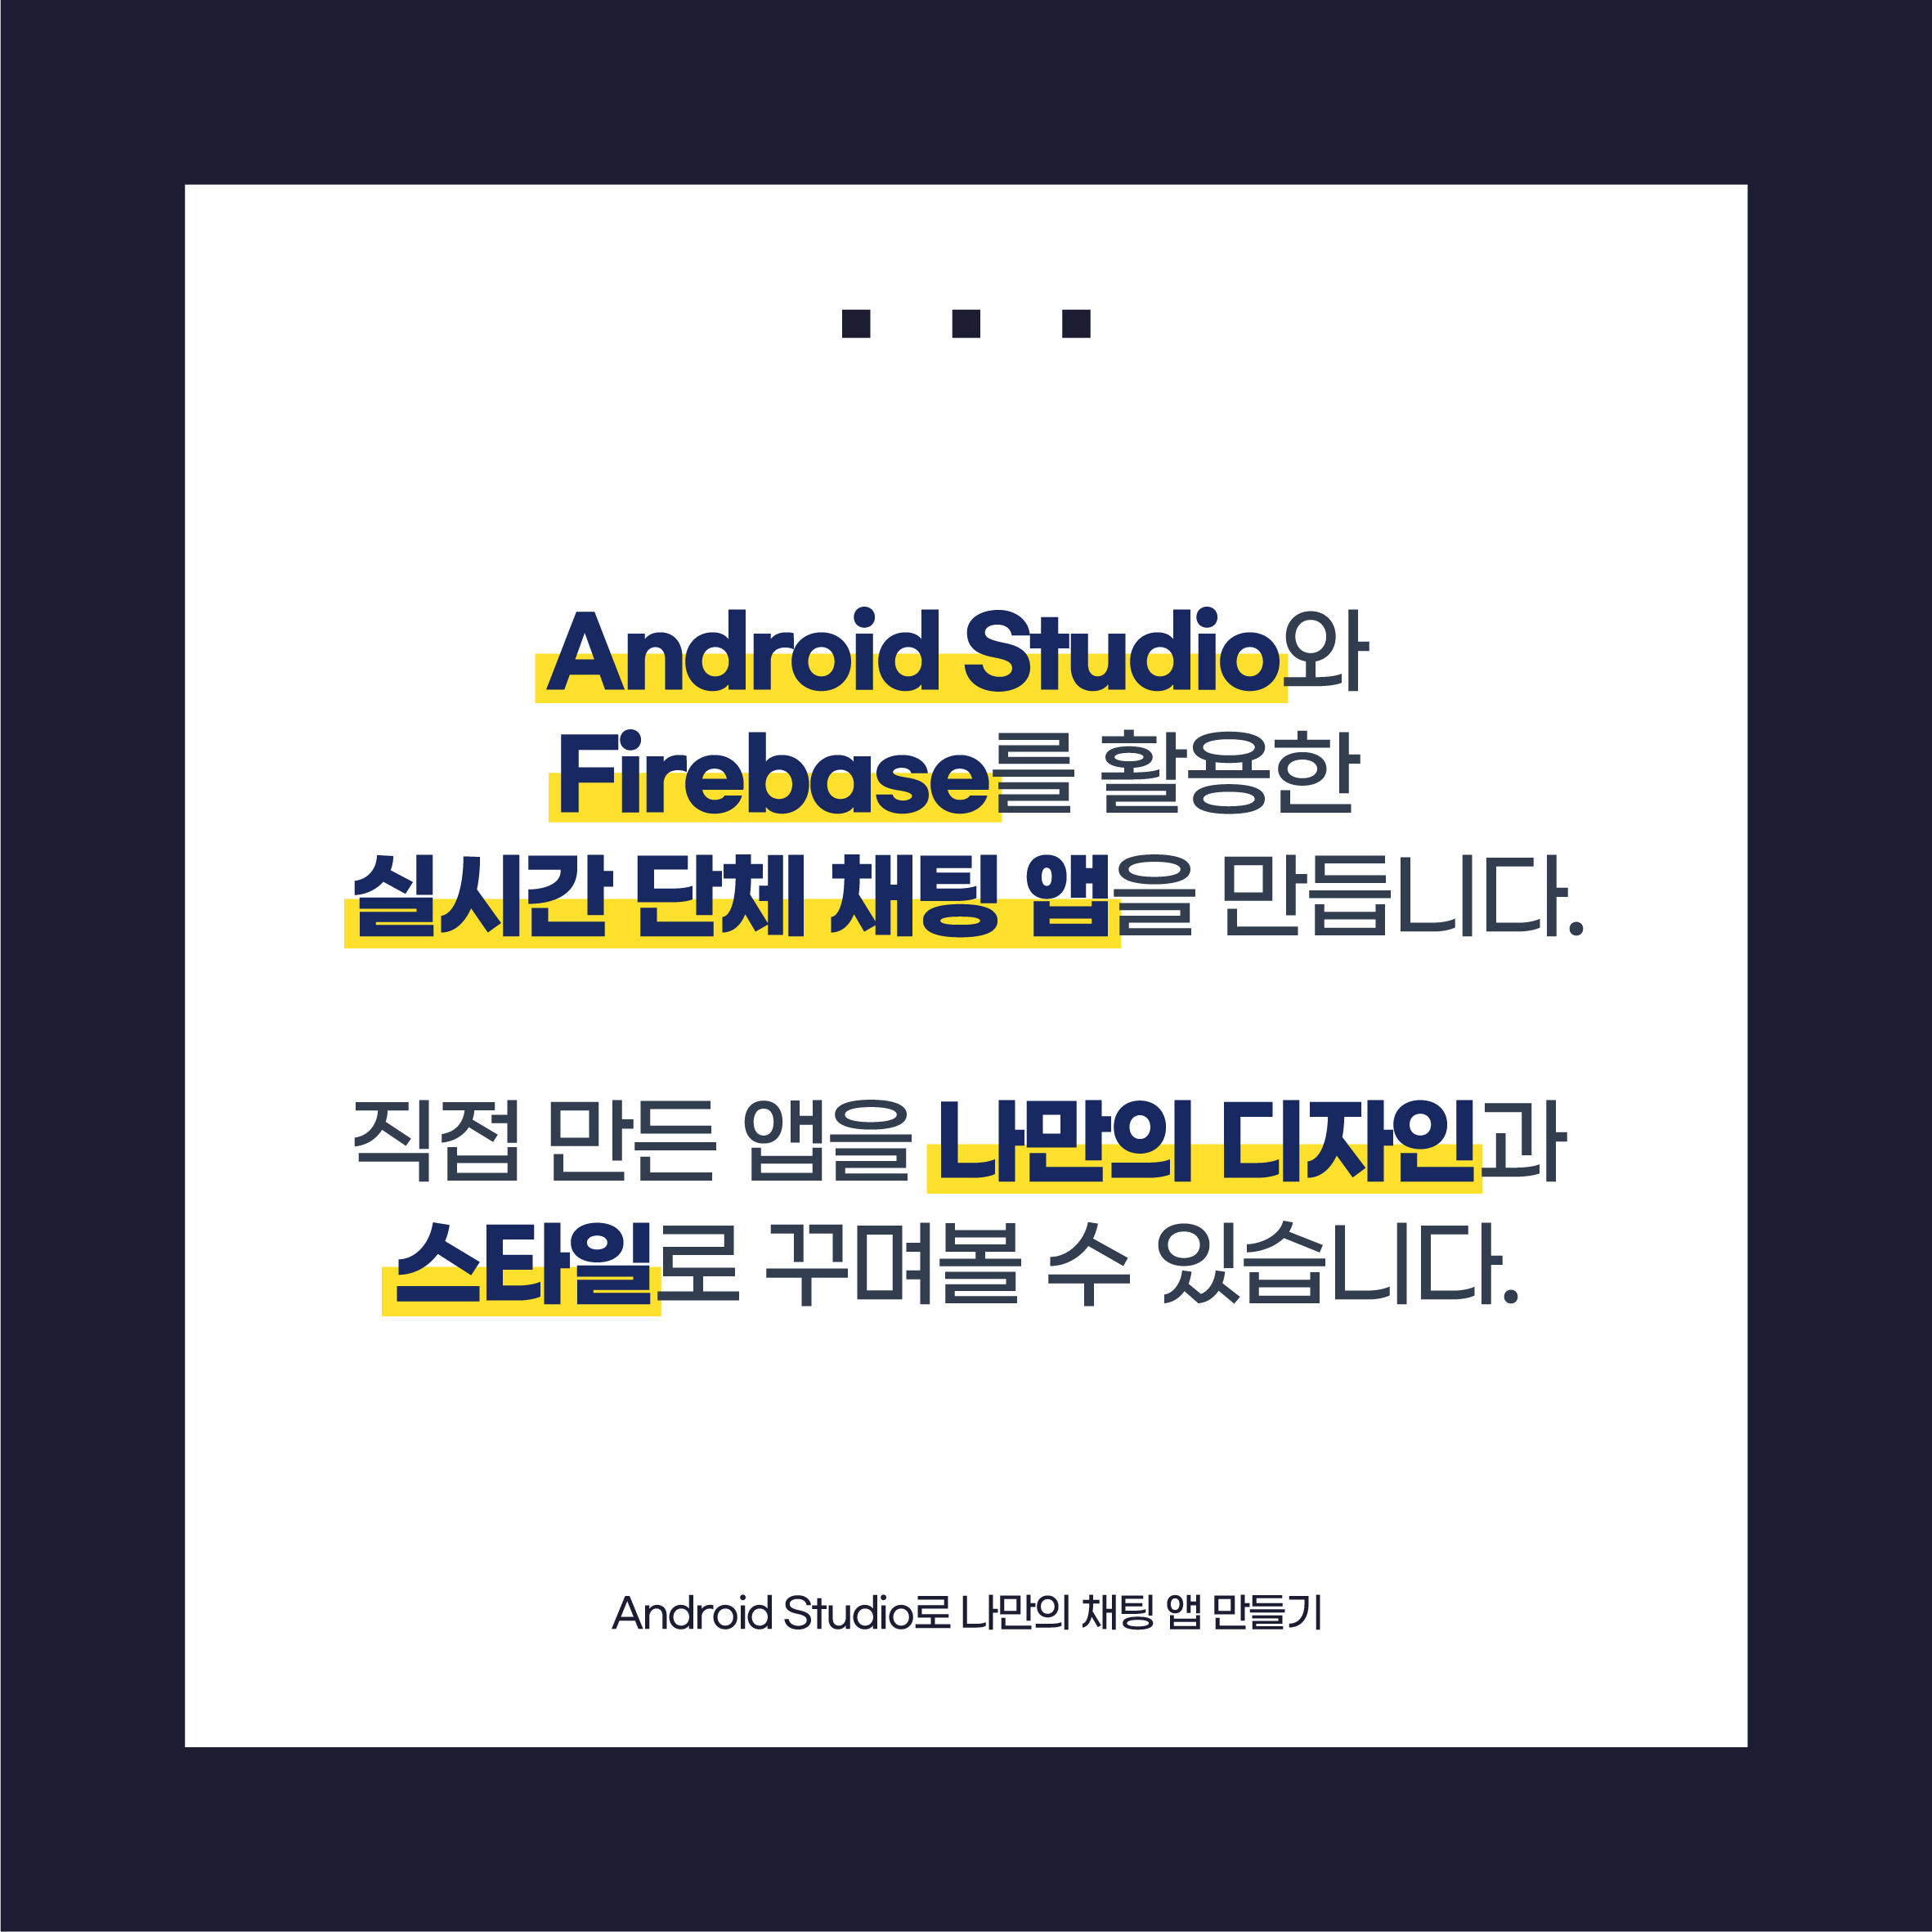 Android Studio와
Firebase를 활용한
실시간 단체 채팅 앱을 만듭니다.
직접 만든 앱을 나만의 디자인과
스타일로 꾸며볼 수 있습니다.
Android Studio로 나만의 채팅 앱 만들기